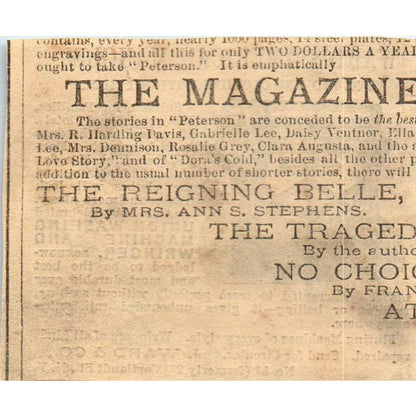 contains, every year, nearly 1000 pages, 14 steel plates, 12
engravings—and all this for only TWO DOLLARS A YEA
ought to take "Peterson." It is emphatically
THE MAGAZINE
The stories in "Peterson" are conceded to be the bes
Mrs. R. Harding Davis, Gabrielle Lee, Daisy Ventnor, Ella
Lee, Mrs. Dennison, Rosalie Grey, Clara Augusta, and the a
Love Story," and of "Dora's Cold," besides all the other p
addition to the usual number of shorter stories, there will
THE REIGNING BELLE,
By MRS. ANN S. STEPHENS.
THE TRAGED
By the autho
NO CHOIC
By FRAN
AT